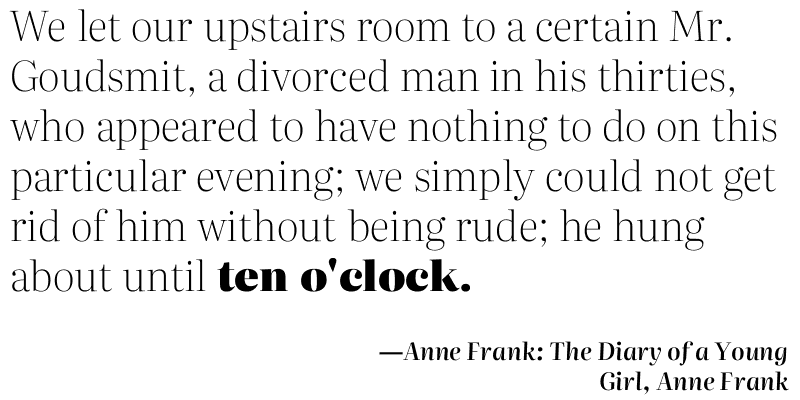 We let our upstairs room to a certain Mr.
Goudsmit, a divorced man in his thirties,
who appeared to have nothing to do on this
particular evening; we simply could not get
rid of him without being rude; he hung
about until ten o'clock.
—Anne Frank: The Diary of a Young
Girl, Anne Frank